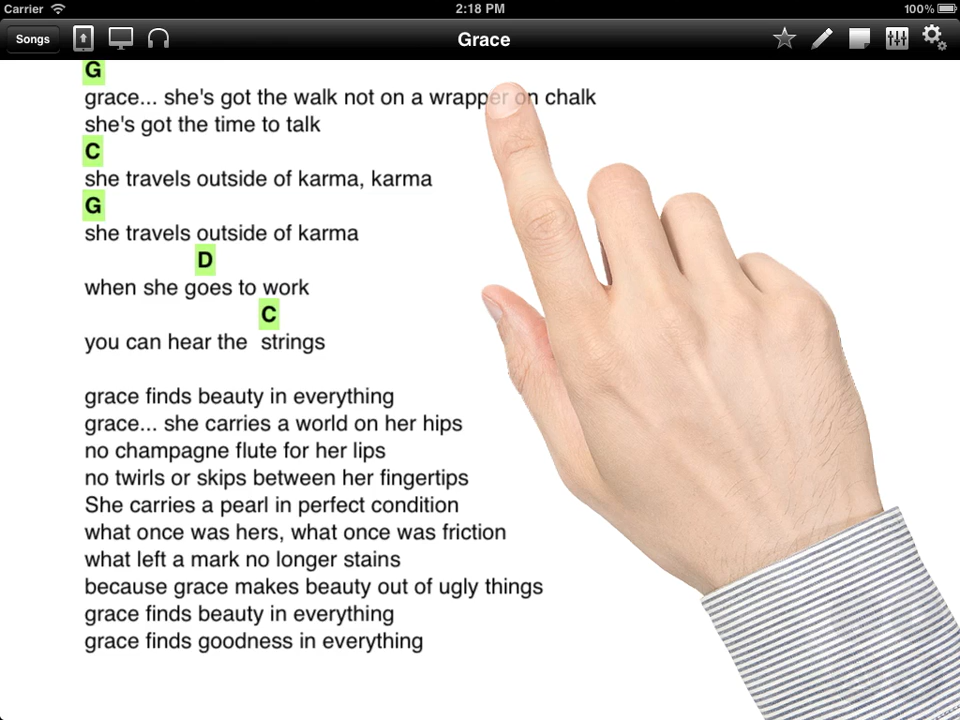 Carrier 2:18 PM 100%
Songs Grace
G
grace... she's got the walk not on a wrapper on chalk
she's got the time to talk
C
she travels outside of karma, karma
G
she travels outside of karma
D
when she goes to work
C
you can hear the strings
grace finds beauty in everything
grace... she carries a world on her hips
no champagne flute for her lips
no twirls or skips between her fingertips
She carries a pearl in perfect condition
what once was hers, what once was friction
what left a mark no longer stains
because grace makes beauty out of ugly things
grace finds beauty in everything
grace finds goodness in everything